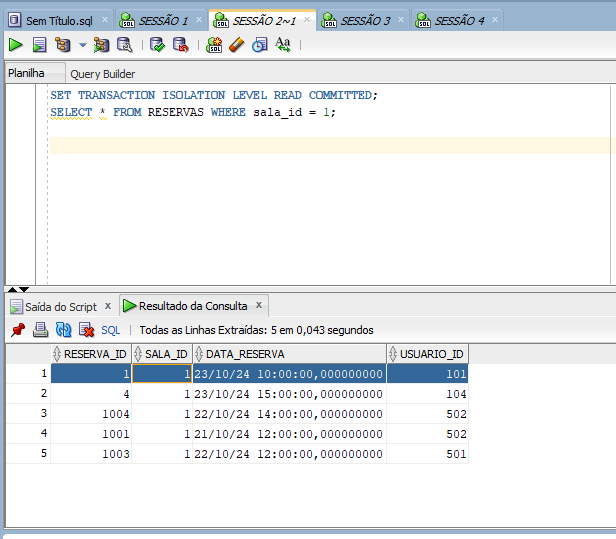 Sem Título.sql SESSÃO 1 SESSÃO 2~1 SESSÃO 3 SESSÃO 4
Planilha Query Builder
SET TRANSACTION ISOLATION LEVEL READ COMMITTED;
SELECT * FROM RESERVAS WHERE sala_id = 1;
Saída do Script x Resultado da Consulta x
SQL Todas as Linhas Extraídas: 5 em 0,043 segundos
RESERVA_ID SALA_ID DATA_RESERVA USUARIO_ID
1 1 1 23/10/24 10:00:00,000000000 101
2 4 1 23/10/24 15:00:00,000000000 104
3 1004 1 22/10/24 14:00:00,000000000 502
4 1001 1 21/10/24 12:00:00,000000000 502
5 1003 1 22/10/24 12:00:00,000000000 501